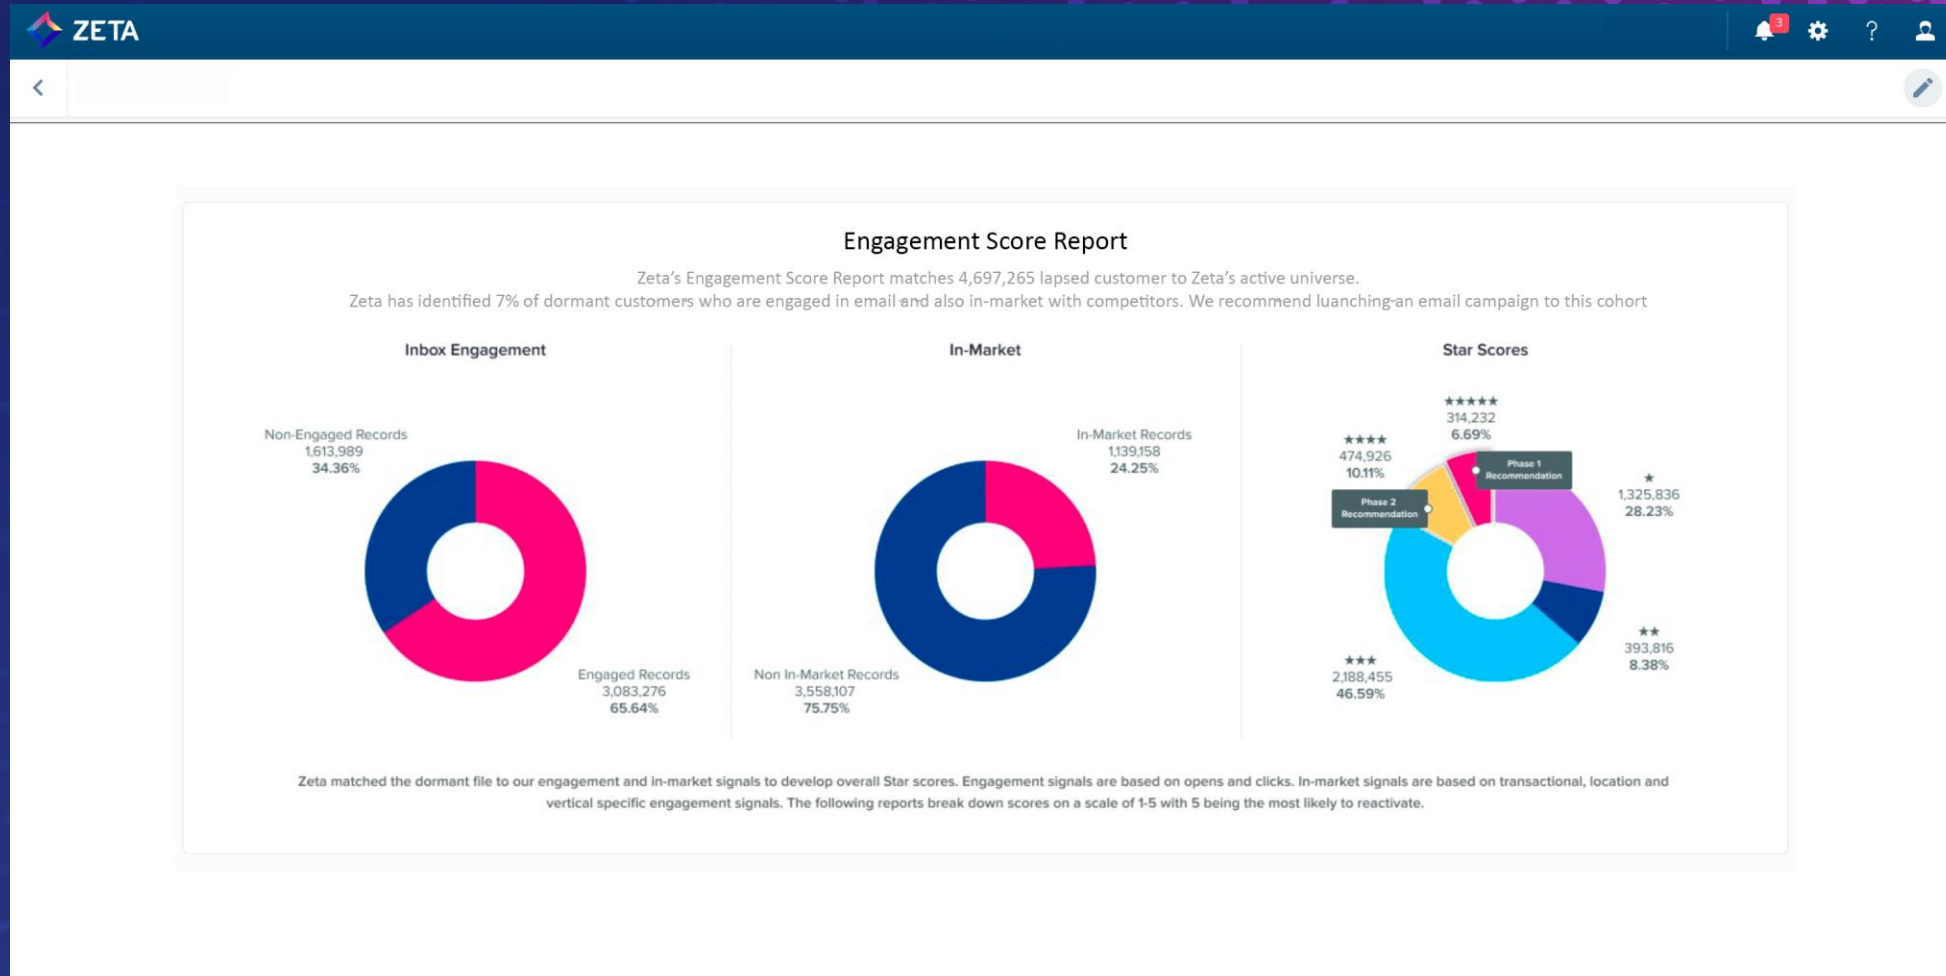 ZETA
3
?
Engagement Score Report
Zeta's Engagement Score Report matches 4,697,265 lapsed customer to Zeta's active universe.
Zeta has identified 7% of dormant customers who are engaged in email and also in-market with competitors. We recommend luanching an email campaign to this cohort
Inbox Engagement
Non-Engaged Records
1,613,989
34.36%
Engaged Records
3,083,276
65.64%
In-Market
In-Market Records
1,139,158
24.25%
Non In-Market Records
3,558,107
75.75%
Star Scores
★★★★★
314,232
6.69%
★★★★
474,926
10.11%
Phase 1
Recommendation
Phase 2
Recommendation
★
1,325,836
28.23%
★★
393,816
8.38%
★★★
2,188,455
46.59%
Zeta matched the dormant file to our engagement and in-market signals to develop overall Star scores. Engagement signals are based on opens and clicks. In-market signals are based on transactional, location and
vertical specific engagement signals. The following reports break down scores on a scale of 1-5 with 5 being the most likely to reactivate.